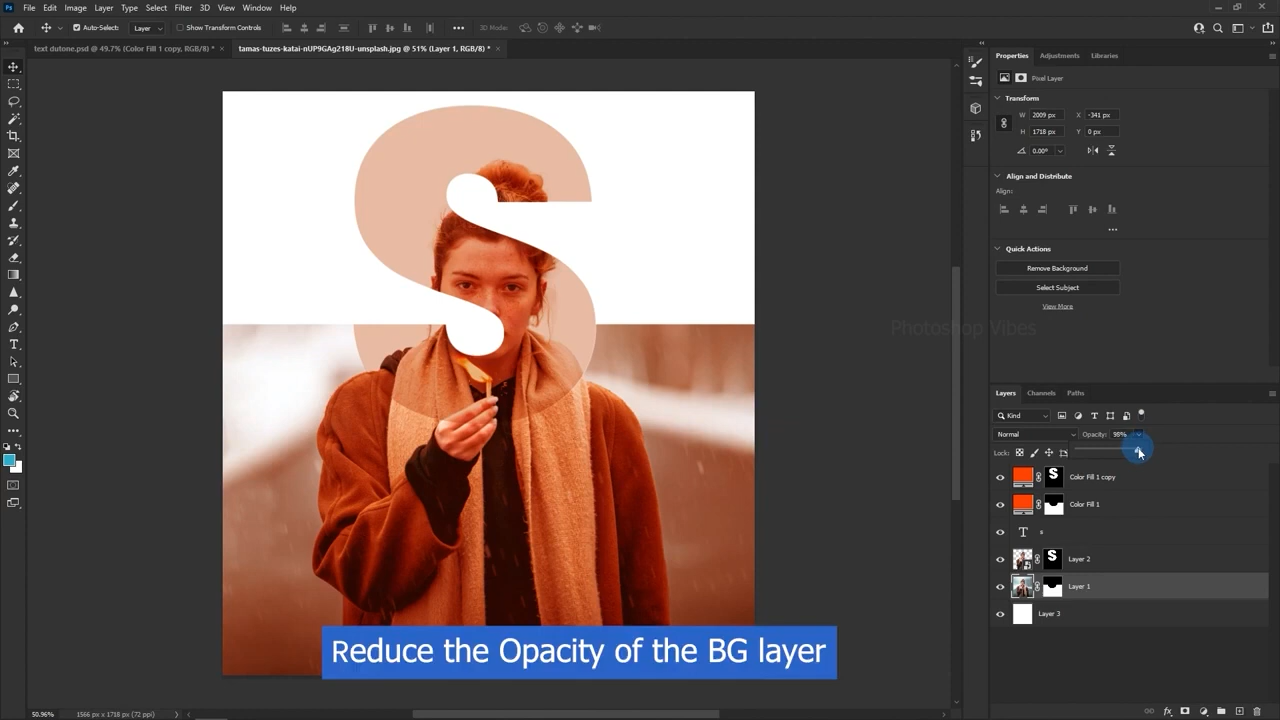 Ps File Edit Image Layer Type Select Filter 3D View Window Help
Auto-Select: Layer Show Transform Controls 3D Mode:
text dutone.psd @ 49.7% (Color Fill 1 copy, RGB/8) * × tamas-tuzes-katai-nUP9GAg218U-unsplash.jpg @ 51% (Layer 1, RGB/8) * ×
Properties Adjustments Libraries
Pixel Layer
Transform
W 2009 px X -341 px
H 1718 px Y 0 px
0.00°
Align and Distribute
Align:
Quick Actions
Remove Background
Select Subject
View More
Photoshop Vibes
S
Layers Channels Paths
Kind
Normal Opacity: 98%
Lock:
S Color Fill 1 copy
Color Fill 1
T s
S Layer 2
Layer 1
Layer 3
Reduce the Opacity of the BG layer
50.96% 1566 px x 1718 px (72 ppi)
fx